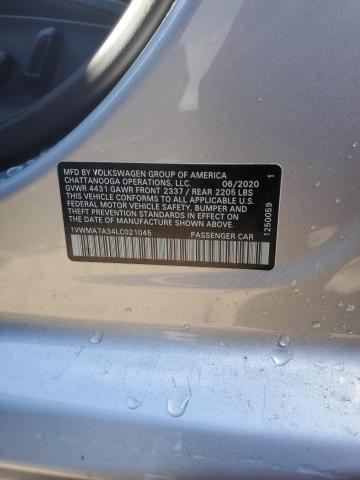 MFD BY VOLKSWAGEN GROUP OF AMERICA
CHATTANOOGA OPERATIONS, LLC. 06/2020 1
GVWR 4431 GAWR FRONT 2337 / REAR 2205 LBS
THIS VEHICLE CONFORMS TO ALL APPLICABLE
FEDERAL MOTOR VEHICLE SAFETY, BUMPER AND
THEFT PREVENTION STANDARDS IN EFFECT ON
THE DATE OF MANUFACTURE SHOWN ABOVE.
1VWMA7A34LC021045 PASSENGER CAR
1250059